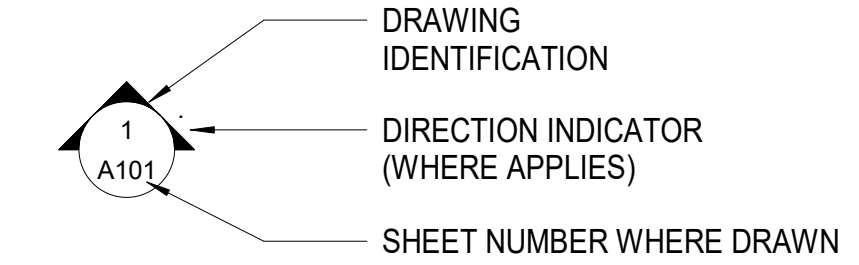 DRAWING
IDENTIFICATION
1
A101
DIRECTION INDICATOR
(WHERE APPLIES)
SHEET NUMBER WHERE DRAWN